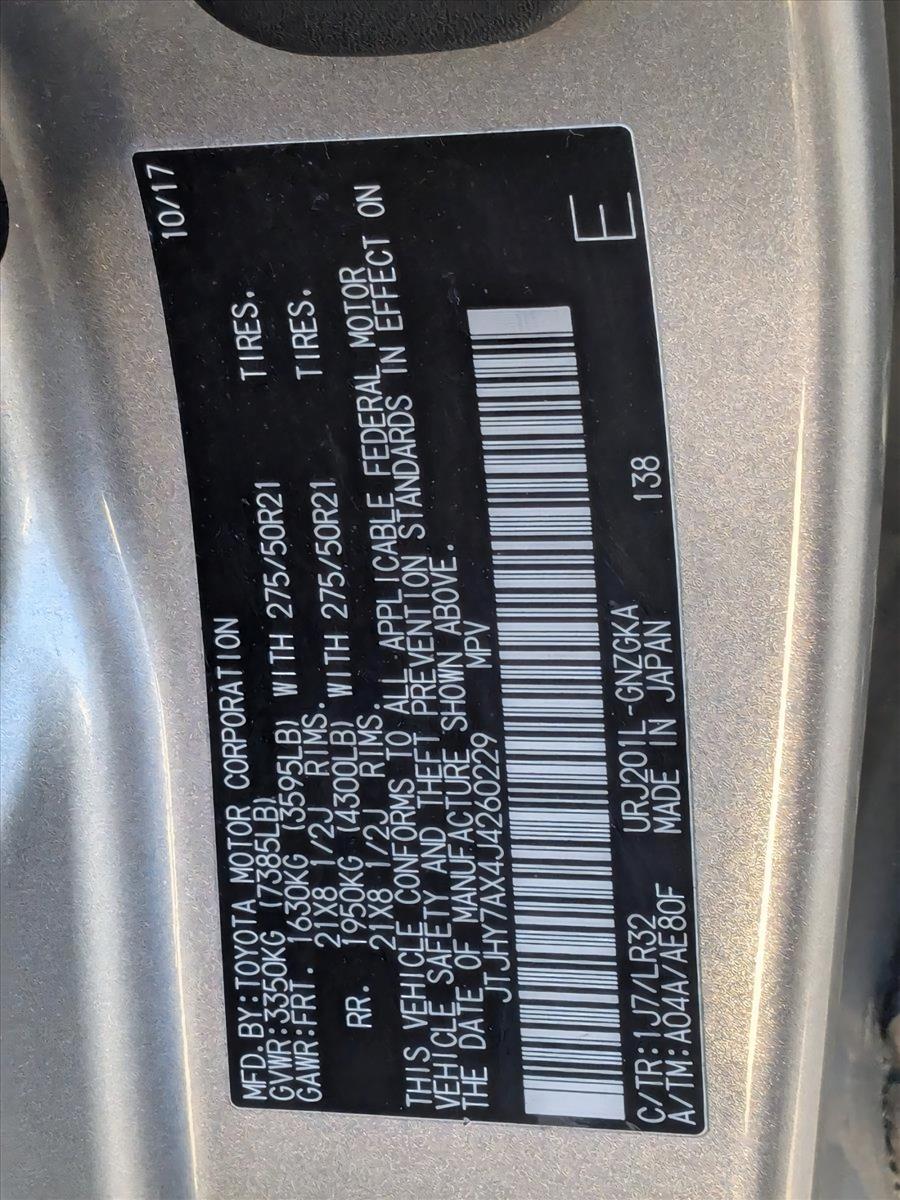 MFD.BY:TOYOTA MOTOR CORPORATION 10/17
GVWR:3350KG (7385LB)
GAWR:FRT. 1630KG (3595LB) WITH 275/50R21 TIRES.
21X8 1/2J RIMS.
RR. 1950KG (4300LB) WITH 275/50R21 TIRES.
21X8 1/2J RIMS.
THIS VEHICLE CONFORMS TO ALL APPLICABLE FEDERAL MOTOR
VEHICLE SAFETY AND THEFT PREVENTION STANDARDS IN EFFECT ON
THE DATE OF MANUFACTURE SHOWN ABOVE.
JTJHY7AX4J4260229 MPV
C/TR:1J7/LR32 URJ201L-GNZGKA 138
A/TM:A04A/AE80F MADE IN JAPAN
E